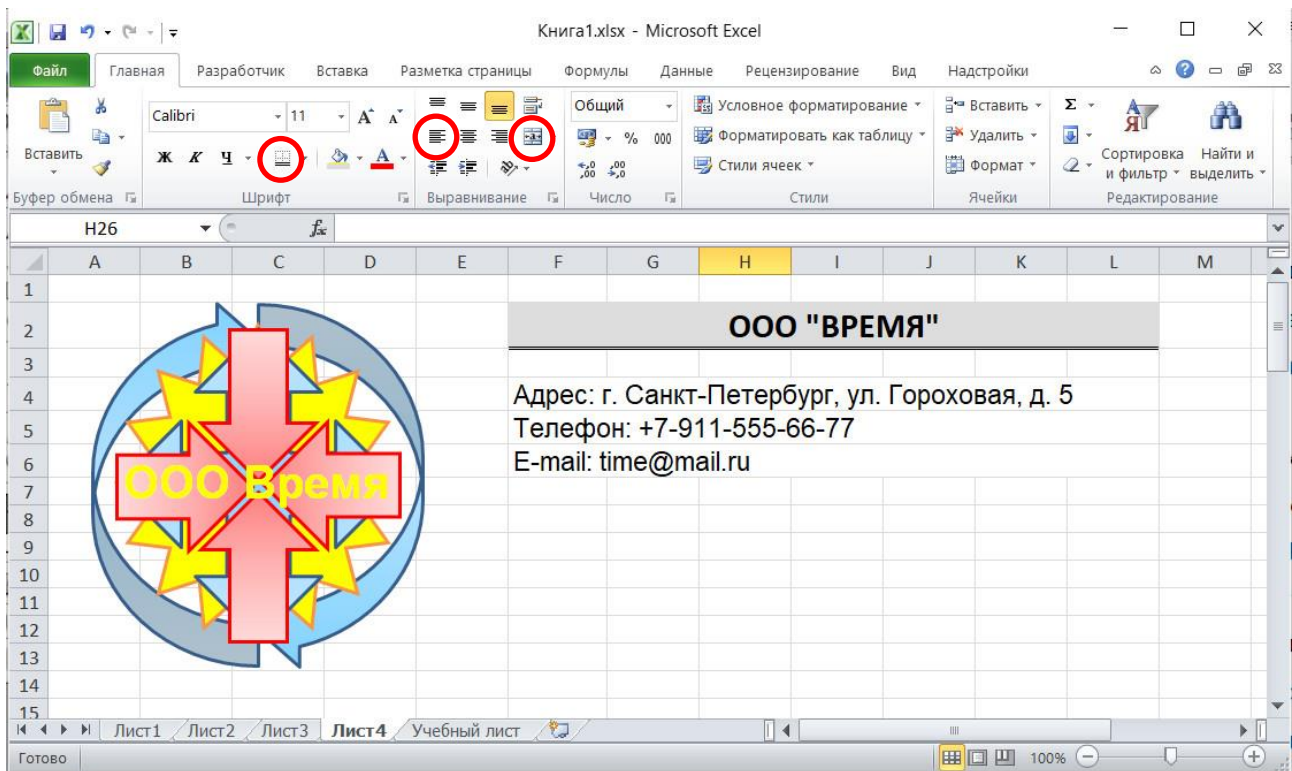 Книга1.xlsx - Microsoft Excel
Файл Главная Разработчик Вставка Разметка страницы Формулы Данные Рецензирование Вид Надстройки
Calibri 11 Общий Условное форматирование Вставить Σ
Вставить % 000 Форматировать как таблицу Удалить Сортировка и фильтр Найти и выделить
Ж К Ч А Стили ячеек Формат
Буфер обмена Шрифт Выравнивание Число Стили Ячейки Редактирование
H26 fx
A B C D E F G H I J K L M
1
2 ООО "ВРЕМЯ"
3
4 Адрес: г. Санкт-Петербург, ул. Гороховая, д. 5
5 Телефон: +7-911-555-66-77
6 E-mail: time@mail.ru
ООО Время
7
8
9
10
11
12
13
14
15
Лист1 Лист2 Лист3 Лист4 Учебный лист
Готово 100%